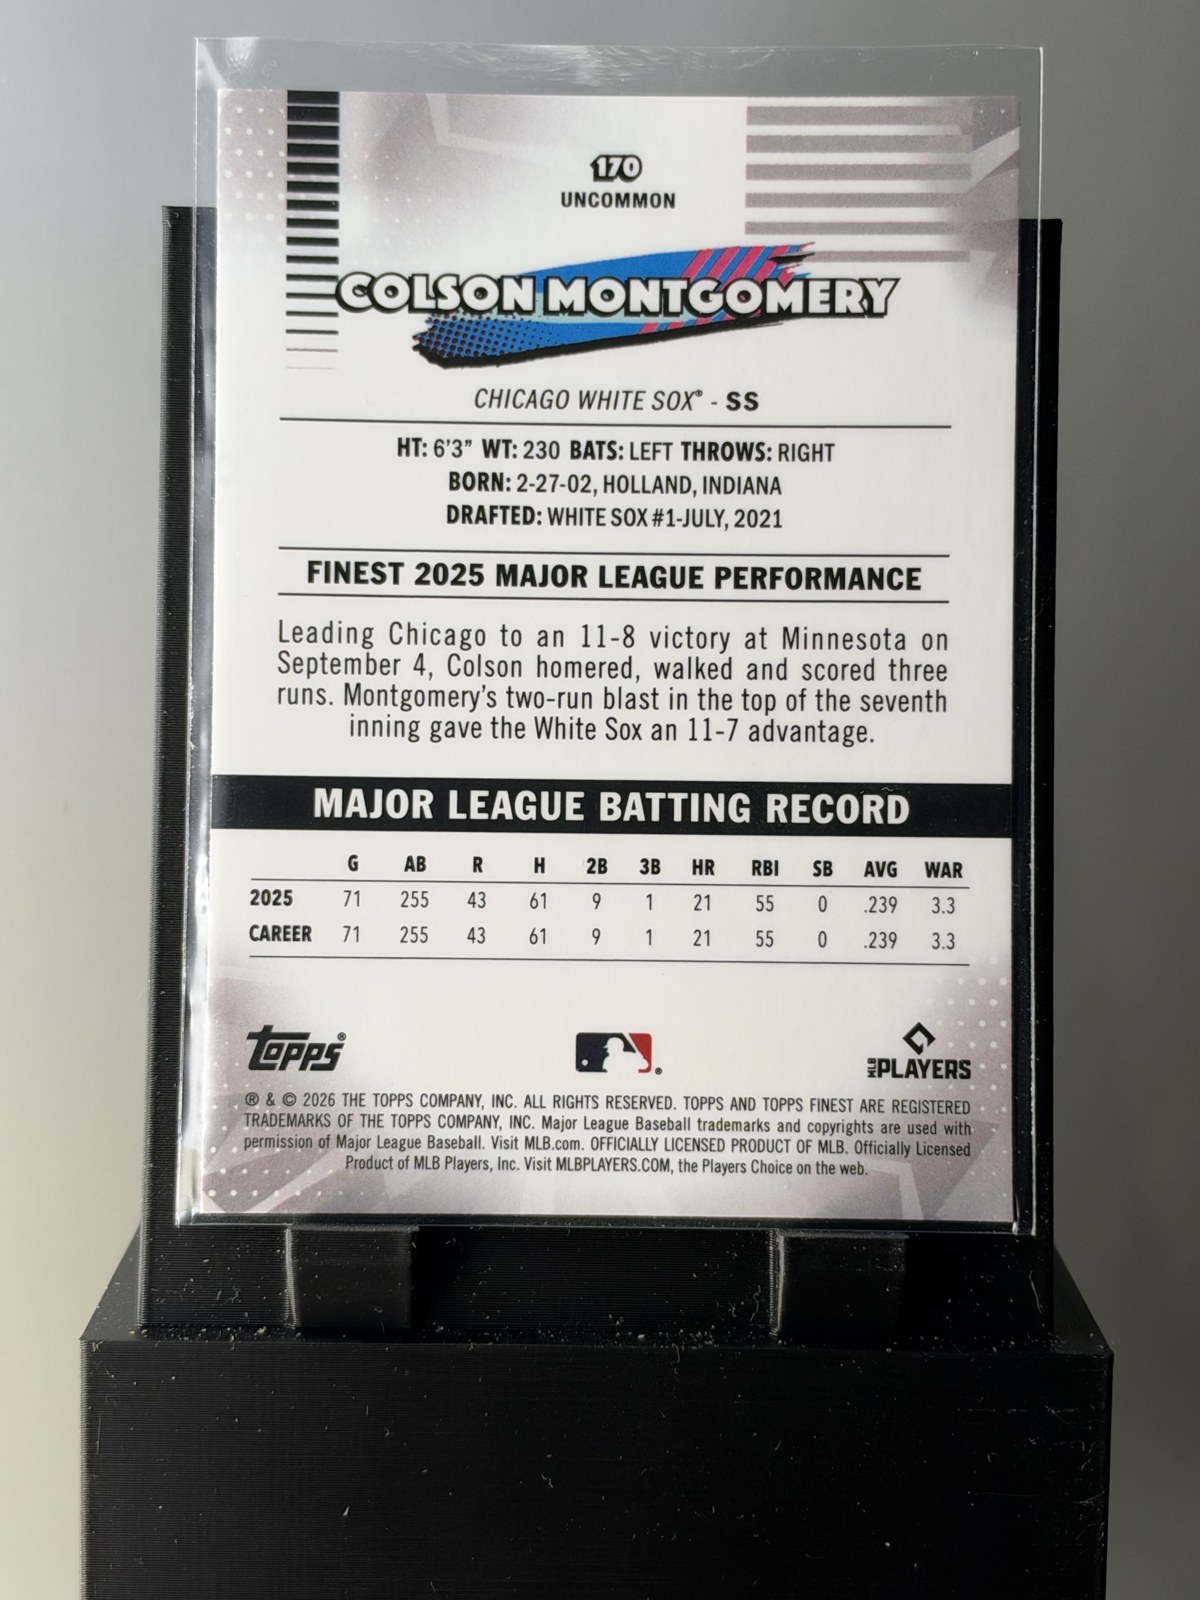 170
UNCOMMON
COLSON MONTGOMERY
CHICAGO WHITE SOX® - SS
HT: 6'3" WT: 230 BATS: LEFT THROWS: RIGHT
BORN: 2-27-02, HOLLAND, INDIANA
DRAFTED: WHITE SOX #1-JULY, 2021
FINEST 2025 MAJOR LEAGUE PERFORMANCE
Leading Chicago to an 11-8 victory at Minnesota on
September 4, Colson homered, walked and scored three
runs. Montgomery's two-run blast in the top of the seventh
inning gave the White Sox an 11-7 advantage.
MAJOR LEAGUE BATTING RECORD
G AB R H 2B 3B HR RBI SB AVG WAR
2025 71 255 43 61 9 1 21 55 0 .239 3.3
CAREER 71 255 43 61 9 1 21 55 0 .239 3.3
Topps® ® MLB PLAYERS
® & © 2026 THE TOPPS COMPANY, INC. ALL RIGHTS RESERVED. TOPPS AND TOPPS FINEST ARE REGISTERED
TRADEMARKS OF THE TOPPS COMPANY, INC. Major League Baseball trademarks and copyrights are used with
permission of Major League Baseball. Visit MLB.com. OFFICIALLY LICENSED PRODUCT OF MLB. Officially Licensed
Product of MLB Players, Inc. Visit MLBPLAYERS.COM, the Players Choice on the web.